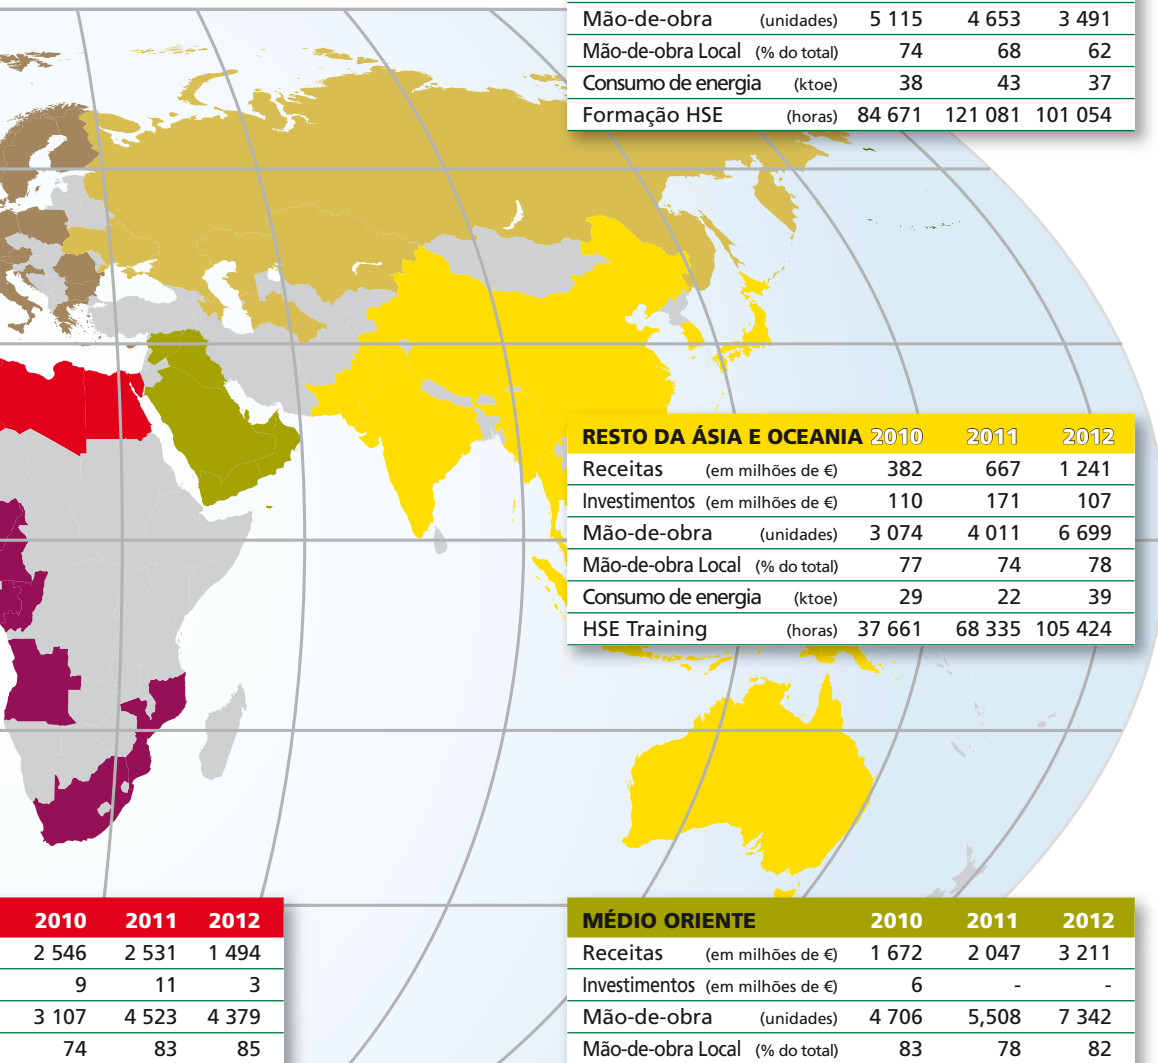 Mão-de-obra (unidades) 5 115 4 653 3 491
Mão-de-obra Local (% do total) 74 68 62
Consumo de energia (ktoe) 38 43 37
Formação HSE (horas) 84 671 121 081 101 054
RESTO DA ÁSIA E OCEANIA 2010 2011 2012
Receitas (em milhões de €) 382 667 1 241
Investimentos (em milhões de €) 110 171 107
Mão-de-obra (unidades) 3 074 4 011 6 699
Mão-de-obra Local (% do total) 77 74 78
Consumo de energia (ktoe) 29 22 39
HSE Training (horas) 37 661 68 335 105 424
2010 2011 2012
2 546 2 531 1 494
9 11 3
3 107 4 523 4 379
74 83 85
MÉDIO ORIENTE 2010 2011 2012
Receitas (em milhões de €) 1 672 2 047 3 211
Investimentos (em milhões de €) 6 - -
Mão-de-obra (unidades) 4 706 5,508 7 342
Mão-de-obra Local (% do total) 83 78 82